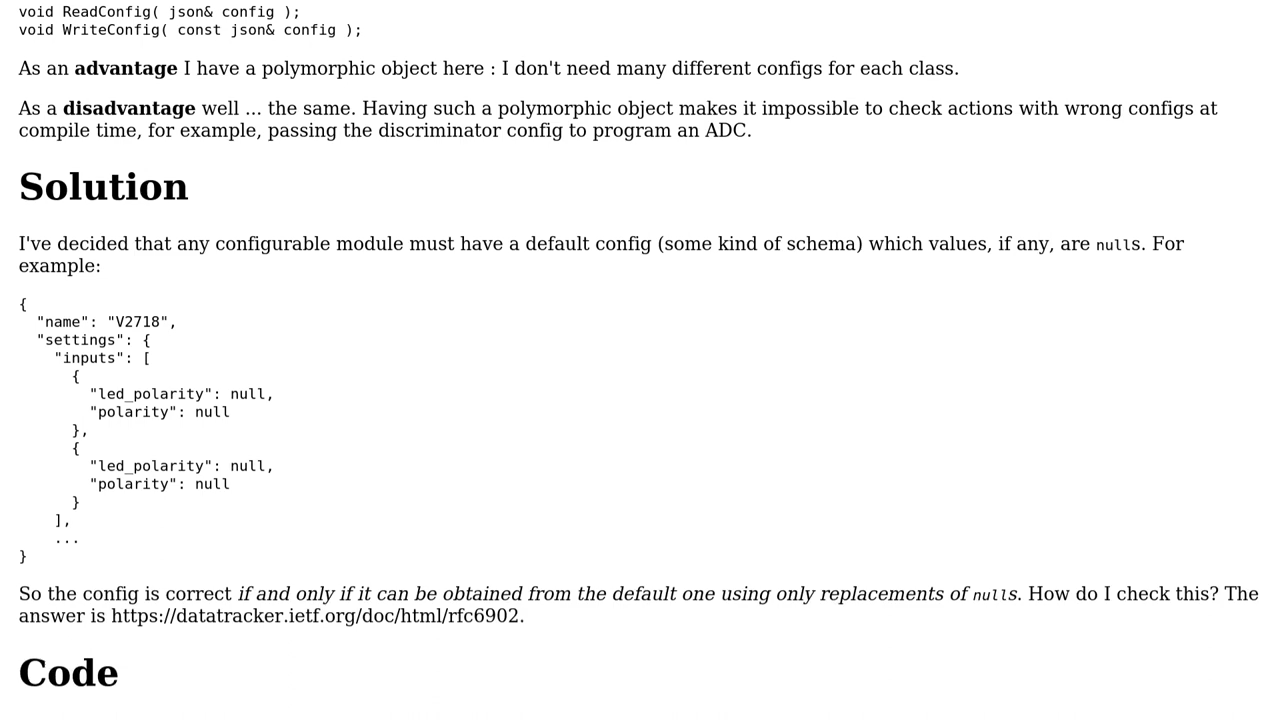 void ReadConfig( json& config );
void WriteConfig( const json& config );
As an advantage I have a polymorphic object here : I don't need many different configs for each class.
As a disadvantage well ... the same. Having such a polymorphic object makes it impossible to check actions with wrong configs at
compile time, for example, passing the discriminator config to program an ADC.
Solution
I've decided that any configurable module must have a default config (some kind of schema) which values, if any, are nulls. For
example:
{
  "name": "V2718",
  "settings": {
    "inputs": [
      {
        "led_polarity": null,
        "polarity": null
      },
      {
        "led_polarity": null,
        "polarity": null
      }
    ],
    ...
}
So the config is correct if and only if it can be obtained from the default one using only replacements of nulls. How do I check this? The
answer is https://datatracker.ietf.org/doc/html/rfc6902.
Code